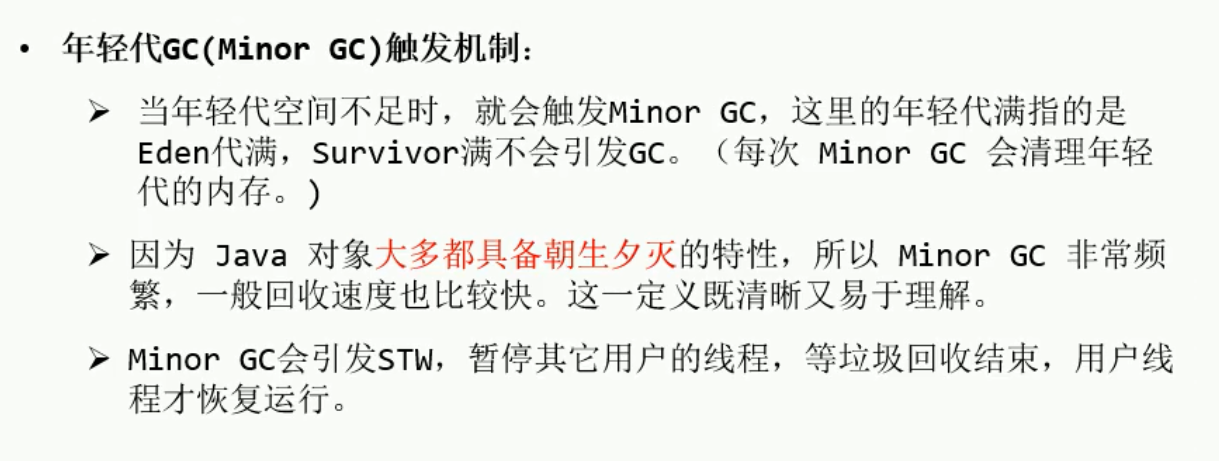 • 年轻代GC(Minor GC)触发机制：
➢ 当年轻代空间不足时，就会触发Minor GC，这里的年轻代满指的是
Eden代满，Survivor满不会引发GC。（每次 Minor GC 会清理年轻
代的内存。)
➢ 因为 Java 对象大多都具备朝生夕灭的特性，所以 Minor GC 非常频
繁，一般回收速度也比较快。这一定义既清晰又易于理解。
➢ Minor GC会引发STW，暂停其它用户的线程，等垃圾回收结束，用户线
程才恢复运行。